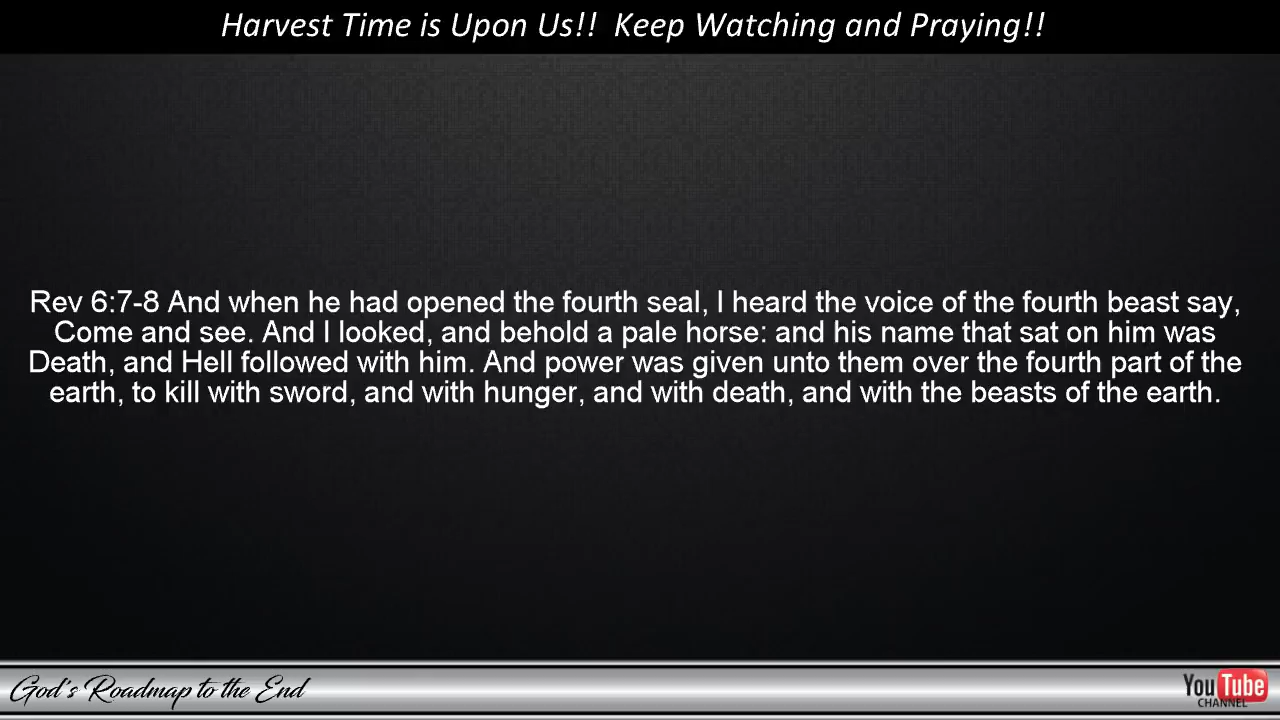 Harvest Time is Upon Us!! Keep Watching and Praying!!
Rev 6:7-8 And when he had opened the fourth seal, I heard the voice of the fourth beast say,
Come and see. And I looked, and behold a pale horse: and his name that sat on him was
Death, and Hell followed with him. And power was given unto them over the fourth part of the
earth, to kill with sword, and with hunger, and with death, and with the beasts of the earth.
God's Roadmap to the End
YouTube
CHANNEL